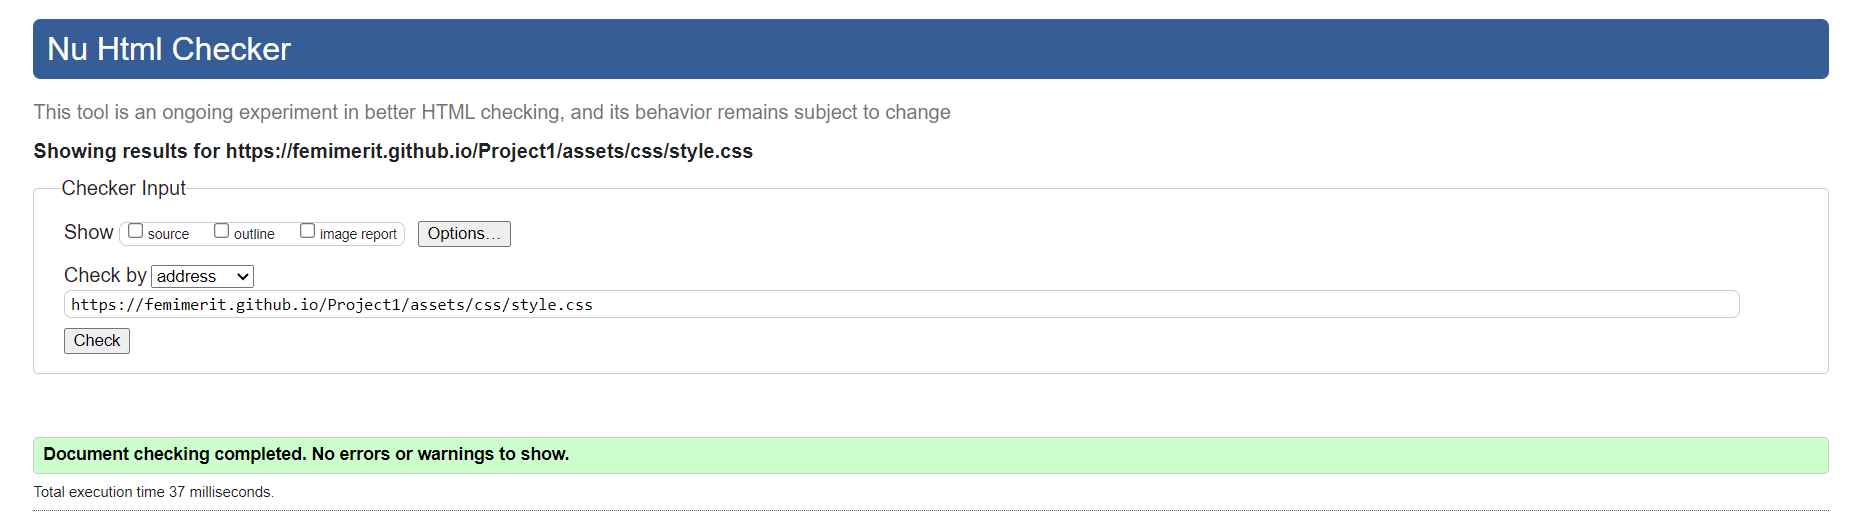 Nu Html Checker
This tool is an ongoing experiment in better HTML checking, and its behavior remains subject to change
Showing results for https://femimerit.github.io/Project1/assets/css/style.css
Checker Input
Show source outline image report Options...
Check by address
https://femimerit.github.io/Project1/assets/css/style.css
Check
Document checking completed. No errors or warnings to show.
Total execution time 37 milliseconds.